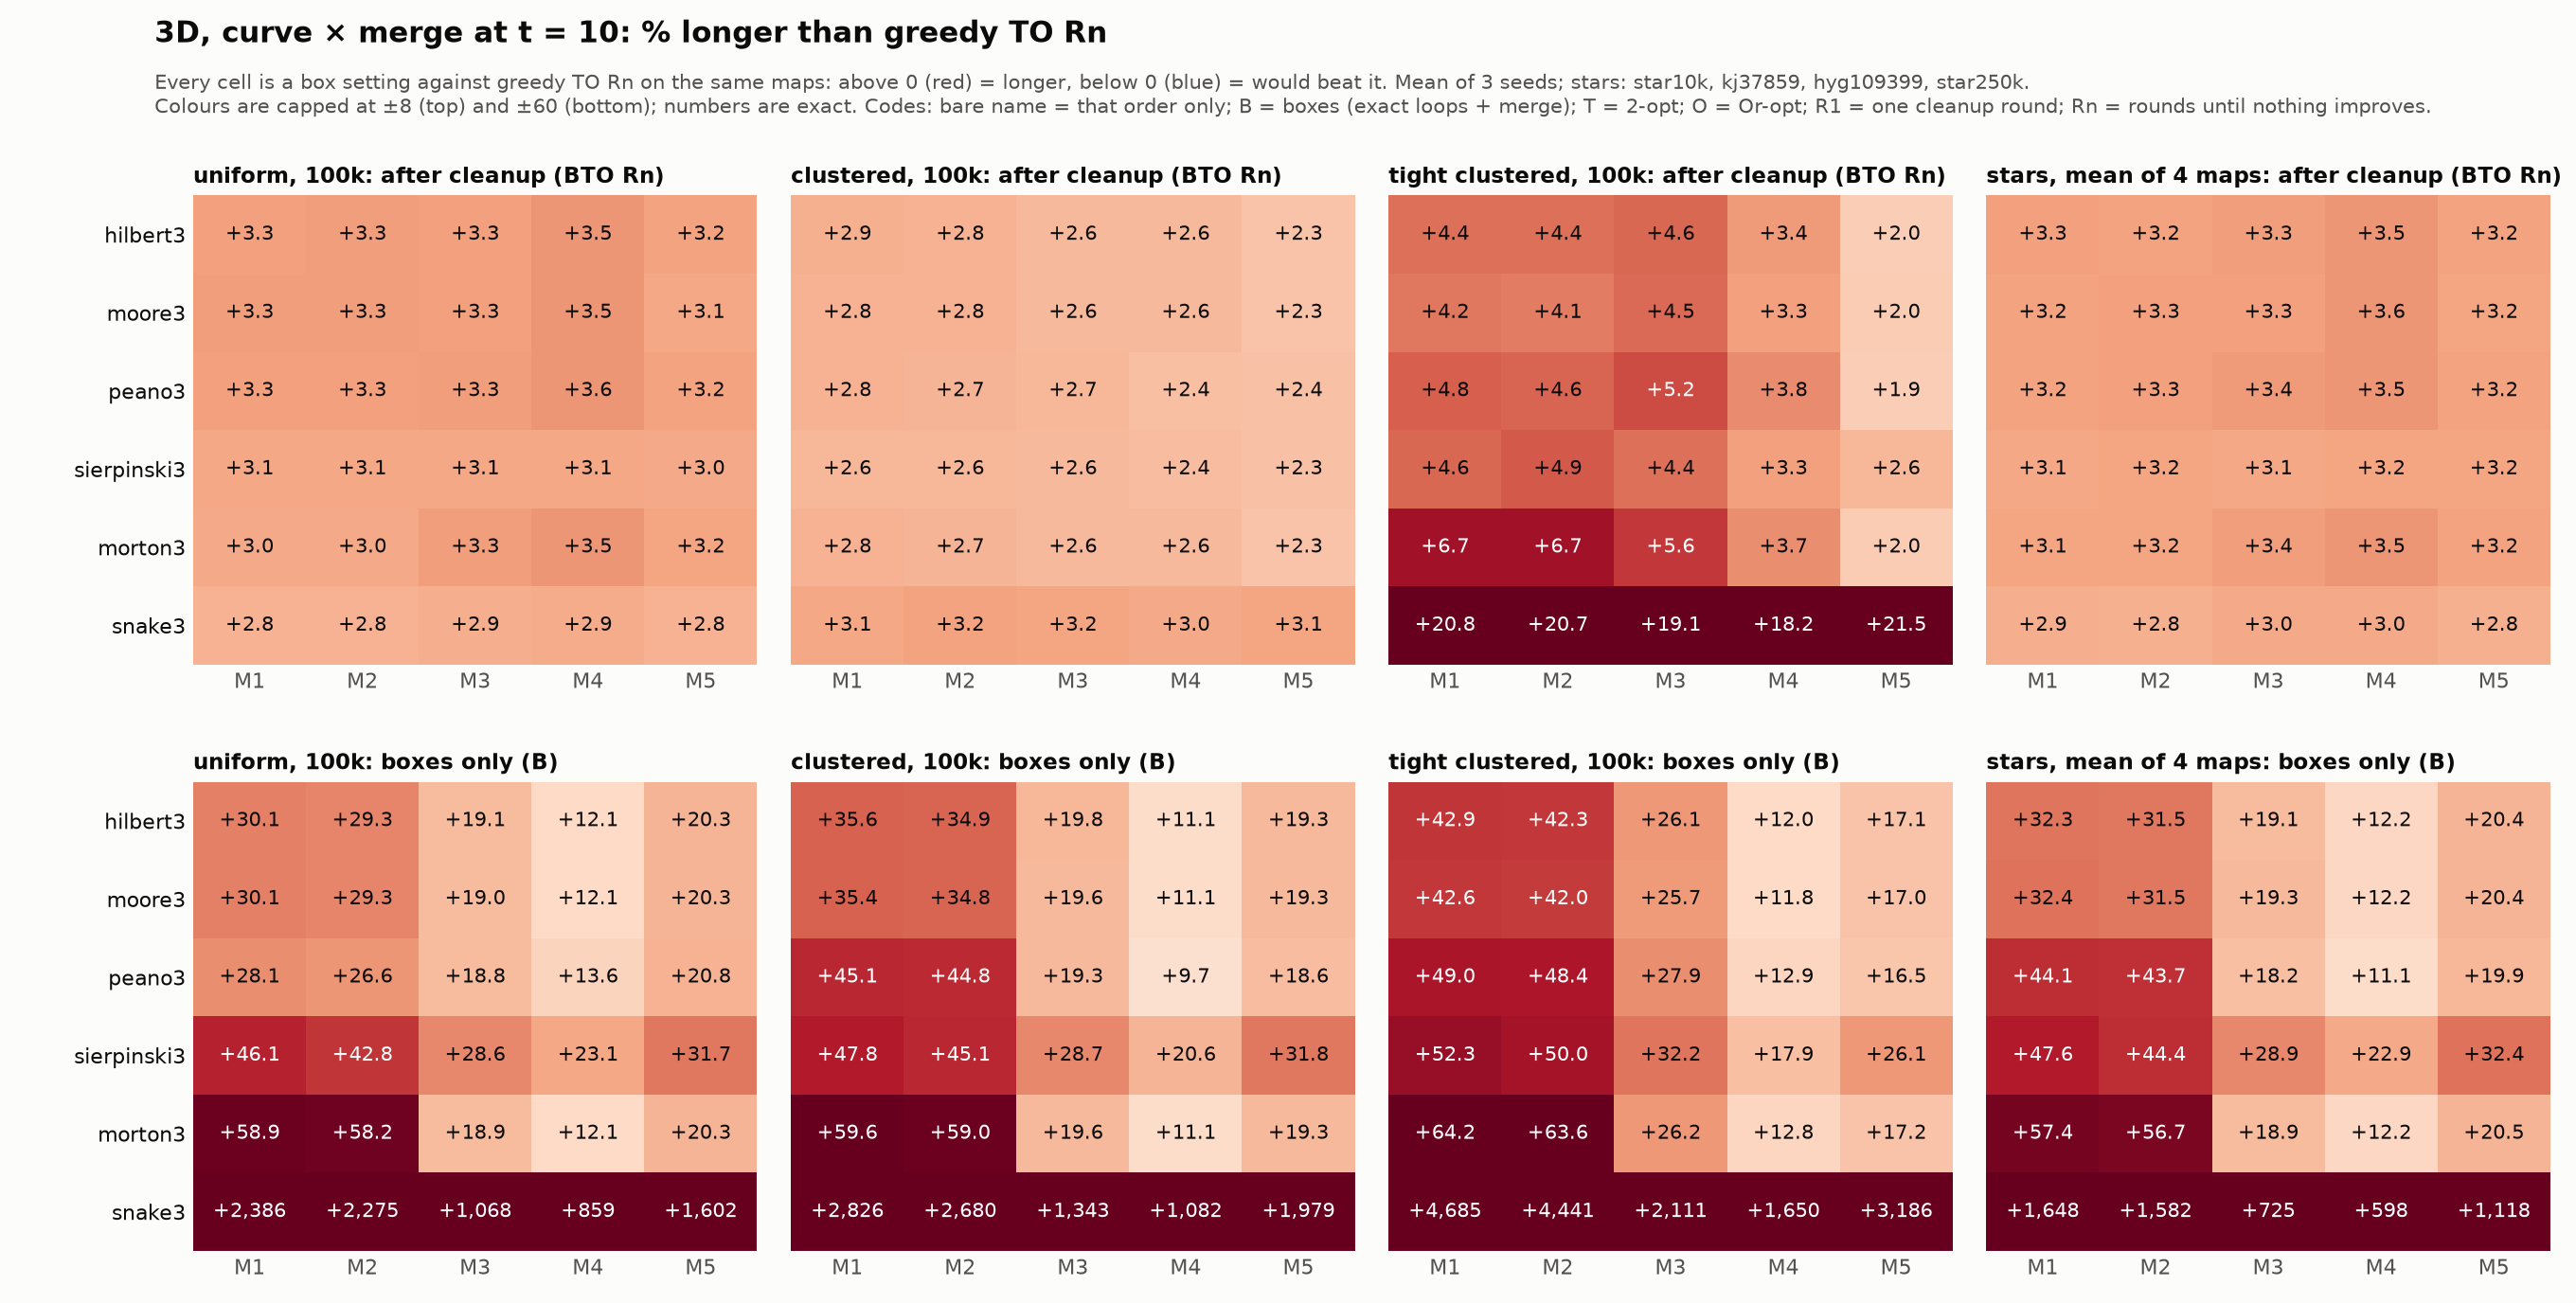 3D, curve × merge at t = 10: % longer than greedy TO Rn
Every cell is a box setting against greedy TO Rn on the same maps: above 0 (red) = longer, below 0 (blue) = would beat it. Mean of 3 seeds; stars: star10k, kj37859, hyg109399, star250k.
Colours are capped at ±8 (top) and ±60 (bottom); numbers are exact. Codes: bare name = that order only; B = boxes (exact loops + merge); T = 2-opt; O = Or-opt; R1 = one cleanup round; Rn = rounds until nothing improves.
uniform, 100k: after cleanup (BTO Rn) clustered, 100k: after cleanup (BTO Rn) tight clustered, 100k: after cleanup (BTO Rn) stars, mean of 4 maps: after cleanup (BTO Rn)
hilbert3 +3.3 +3.3 +3.3 +3.5 +3.2 +2.9 +2.8 +2.6 +2.6 +2.3 +4.4 +4.4 +4.6 +3.4 +2.0 +3.3 +3.2 +3.3 +3.5 +3.2
moore3 +3.3 +3.3 +3.3 +3.5 +3.1 +2.8 +2.8 +2.6 +2.6 +2.3 +4.2 +4.1 +4.5 +3.3 +2.0 +3.2 +3.3 +3.3 +3.6 +3.2
peano3 +3.3 +3.3 +3.3 +3.6 +3.2 +2.8 +2.7 +2.7 +2.4 +2.4 +4.8 +4.6 +5.2 +3.8 +1.9 +3.2 +3.3 +3.4 +3.5 +3.2
sierpinski3 +3.1 +3.1 +3.1 +3.1 +3.0 +2.6 +2.6 +2.6 +2.4 +2.3 +4.6 +4.9 +4.4 +3.3 +2.6 +3.1 +3.2 +3.1 +3.2 +3.2
morton3 +3.0 +3.0 +3.3 +3.5 +3.2 +2.8 +2.7 +2.6 +2.6 +2.3 +6.7 +6.7 +5.6 +3.7 +2.0 +3.1 +3.2 +3.4 +3.5 +3.2
snake3 +2.8 +2.8 +2.9 +2.9 +2.8 +3.1 +3.2 +3.2 +3.0 +3.1 +20.8 +20.7 +19.1 +18.2 +21.5 +2.9 +2.8 +3.0 +3.0 +2.8
M1 M2 M3 M4 M5 M1 M2 M3 M4 M5 M1 M2 M3 M4 M5 M1 M2 M3 M4 M5
uniform, 100k: boxes only (B) clustered, 100k: boxes only (B) tight clustered, 100k: boxes only (B) stars, mean of 4 maps: boxes only (B)
hilbert3 +30.1 +29.3 +19.1 +12.1 +20.3 +35.6 +34.9 +19.8 +11.1 +19.3 +42.9 +42.3 +26.1 +12.0 +17.1 +32.3 +31.5 +19.1 +12.2 +20.4
moore3 +30.1 +29.3 +19.0 +12.1 +20.3 +35.4 +34.8 +19.6 +11.1 +19.3 +42.6 +42.0 +25.7 +11.8 +17.0 +32.4 +31.5 +19.3 +12.2 +20.4
peano3 +28.1 +26.6 +18.8 +13.6 +20.8 +45.1 +44.8 +19.3 +9.7 +18.6 +49.0 +48.4 +27.9 +12.9 +16.5 +44.1 +43.7 +18.2 +11.1 +19.9
sierpinski3 +46.1 +42.8 +28.6 +23.1 +31.7 +47.8 +45.1 +28.7 +20.6 +31.8 +52.3 +50.0 +32.2 +17.9 +26.1 +47.6 +44.4 +28.9 +22.9 +32.4
morton3 +58.9 +58.2 +18.9 +12.1 +20.3 +59.6 +59.0 +19.6 +11.1 +19.3 +64.2 +63.6 +26.2 +12.8 +17.2 +57.4 +56.7 +18.9 +12.2 +20.5
snake3 +2,386 +2,275 +1,068 +859 +1,602 +2,826 +2,680 +1,343 +1,082 +1,979 +4,685 +4,441 +2,111 +1,650 +3,186 +1,648 +1,582 +725 +598 +1,118
M1 M2 M3 M4 M5 M1 M2 M3 M4 M5 M1 M2 M3 M4 M5 M1 M2 M3 M4 M5